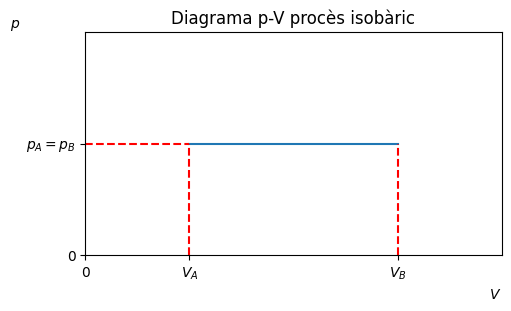 Diagrama p-V procès isobàric
p
p_A = p_B
0
0
V_A
V_B
V